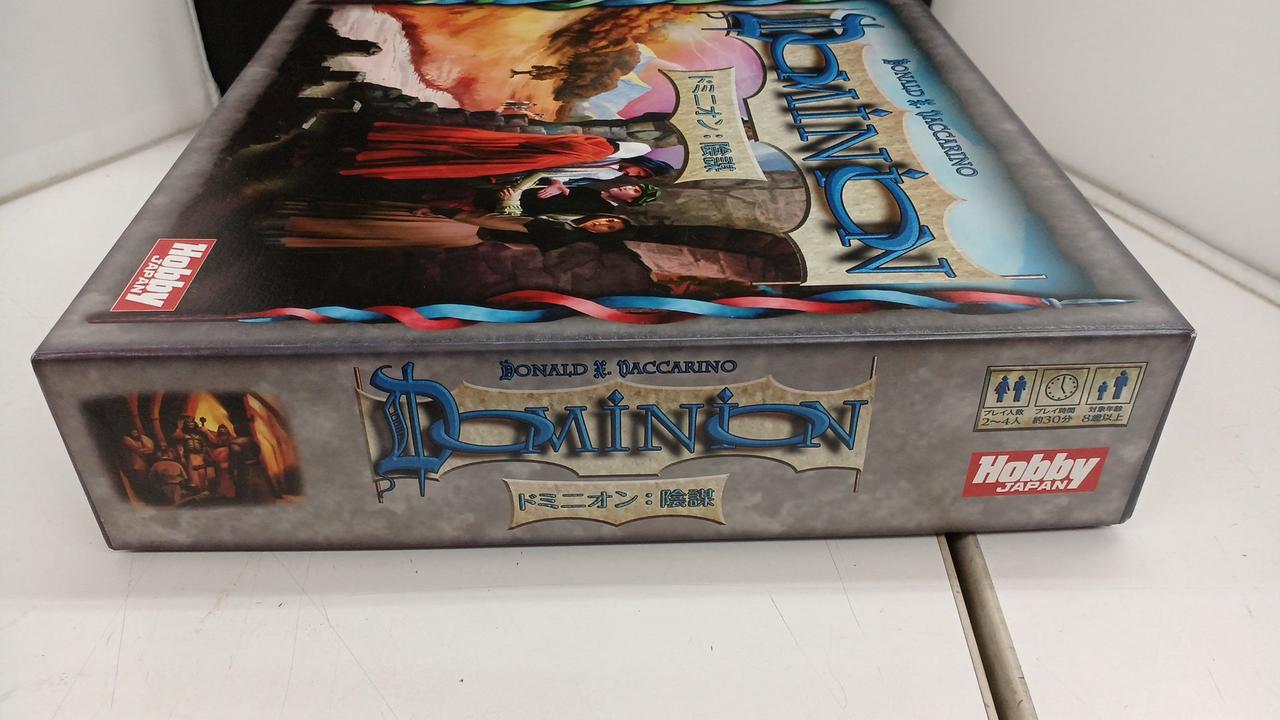 DONALD X. VACCARINO
DOMINION
ドミニオン：陰謀
Hobby
JAPAN
DONALD X. VACCARINO
DOMINION
ドミニオン：陰謀
プレイ人数
2〜4人
プレイ時間
約30分
対象年齢
8歳以上
Hobby
JAPAN